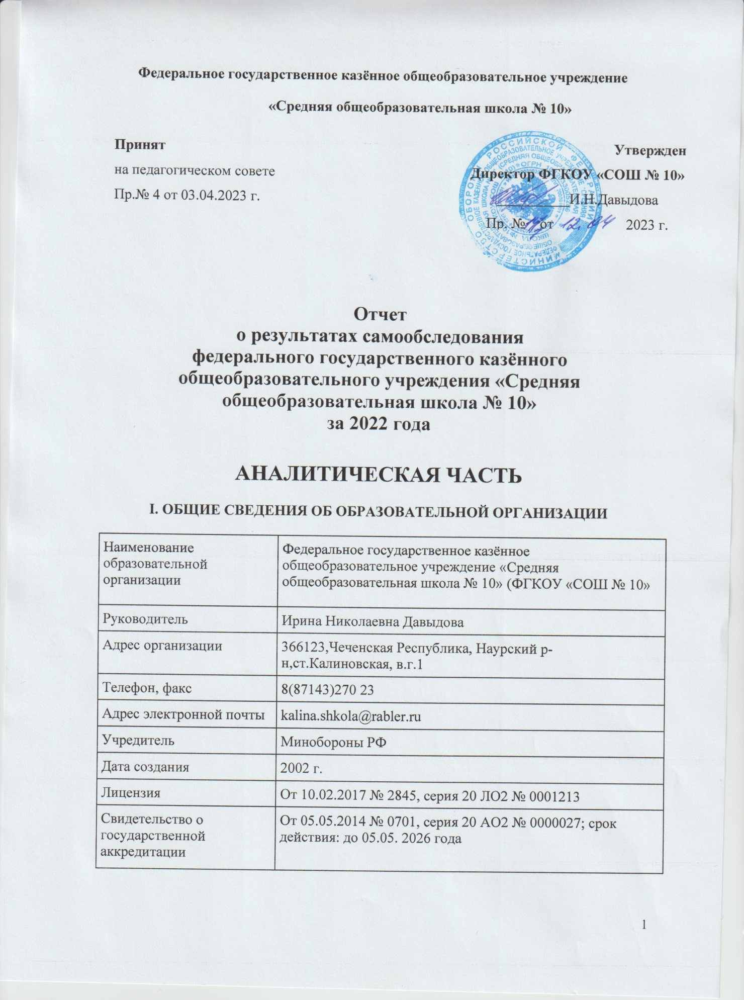 Федеральное государственное казённое общеобразовательное учреждение
«Средняя общеобразовательная школа № 10»
Принят
на педагогическом совете
Пр.№ 4 от 03.04.2023 г.
Утвержден
Директор ФГКОУ «СОШ № 10»
И.Н.Давыдова
Пр. № от 12.04 2023 г.
МИНИСТЕРСТВО ОБОРОНЫ РОССИЙСКОЙ ФЕДЕРАЦИИ
Отчет
о результатах самообследования
федерального государственного казённого
общеобразовательного учреждения «Средняя
общеобразовательная школа № 10»
за 2022 года
АНАЛИТИЧЕСКАЯ ЧАСТЬ
I. ОБЩИЕ СВЕДЕНИЯ ОБ ОБРАЗОВАТЕЛЬНОЙ ОРГАНИЗАЦИИ
Наименование
образовательной
организации
Федеральное государственное казённое
общеобразовательное учреждение «Средняя
общеобразовательная школа № 10» (ФГКОУ «СОШ № 10»
Руководитель
Ирина Николаевна Давыдова
Адрес организации
366123,Чеченская Республика, Наурский р-
н,ст.Калиновская, в.г.1
Телефон, факс
8(87143)270 23
Адрес электронной почты
kalina.shkola@rabler.ru
Учредитель
Минобороны РФ
Дата создания
2002 г.
Лицензия
От 10.02.2017 № 2845, серия 20 ЛО2 № 0001213
Свидетельство о
государственной
аккредитации
От 05.05.2014 № 0701, серия 20 АО2 № 0000027; срок
действия: до 05.05. 2026 года
1